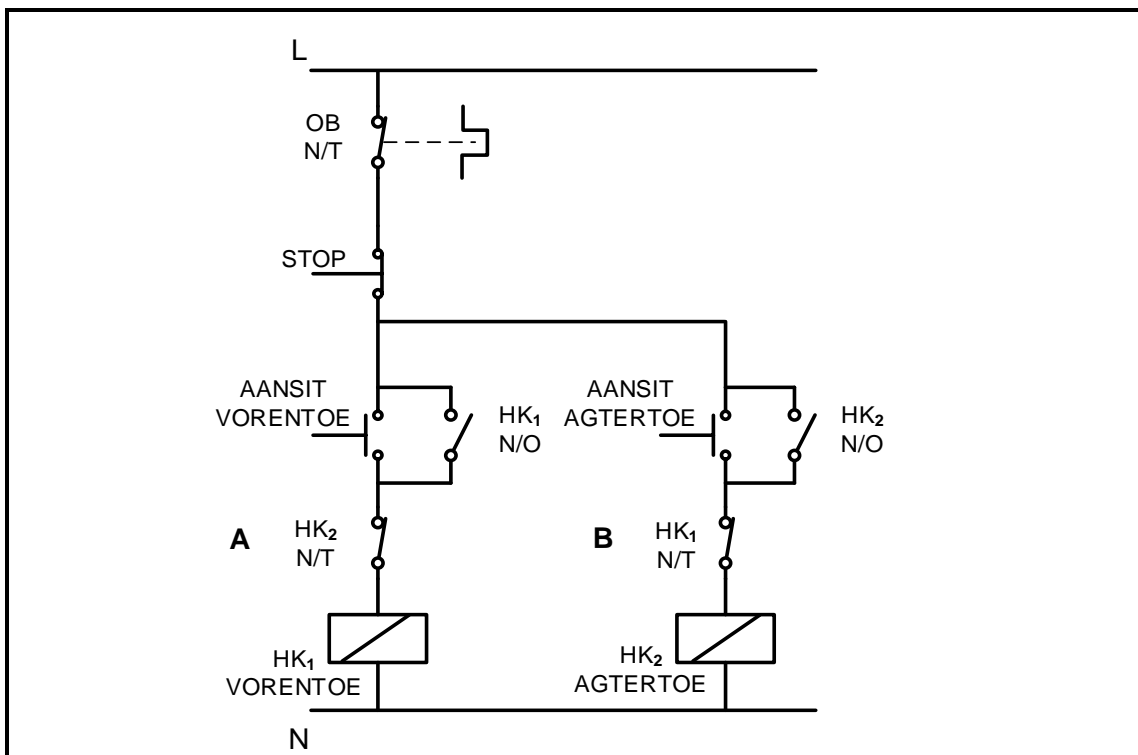 L
OB
N/T
STOP
AANSIT
VORENTOE
HK₁
N/O
AANSIT
AGTERTOE
HK₂
N/O
A
HK₂
N/T
B
HK₁
N/T
HK₁
VORENTOE
HK₂
AGTERTOE
N